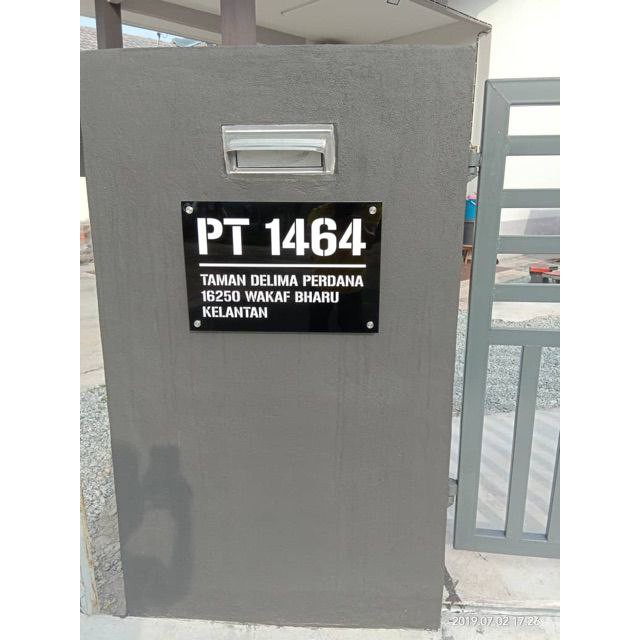 PT 1464
TAMAN DELIMA PERDANA
16250 WAKAF BHARU
KELANTAN
2019.07.02 17:26